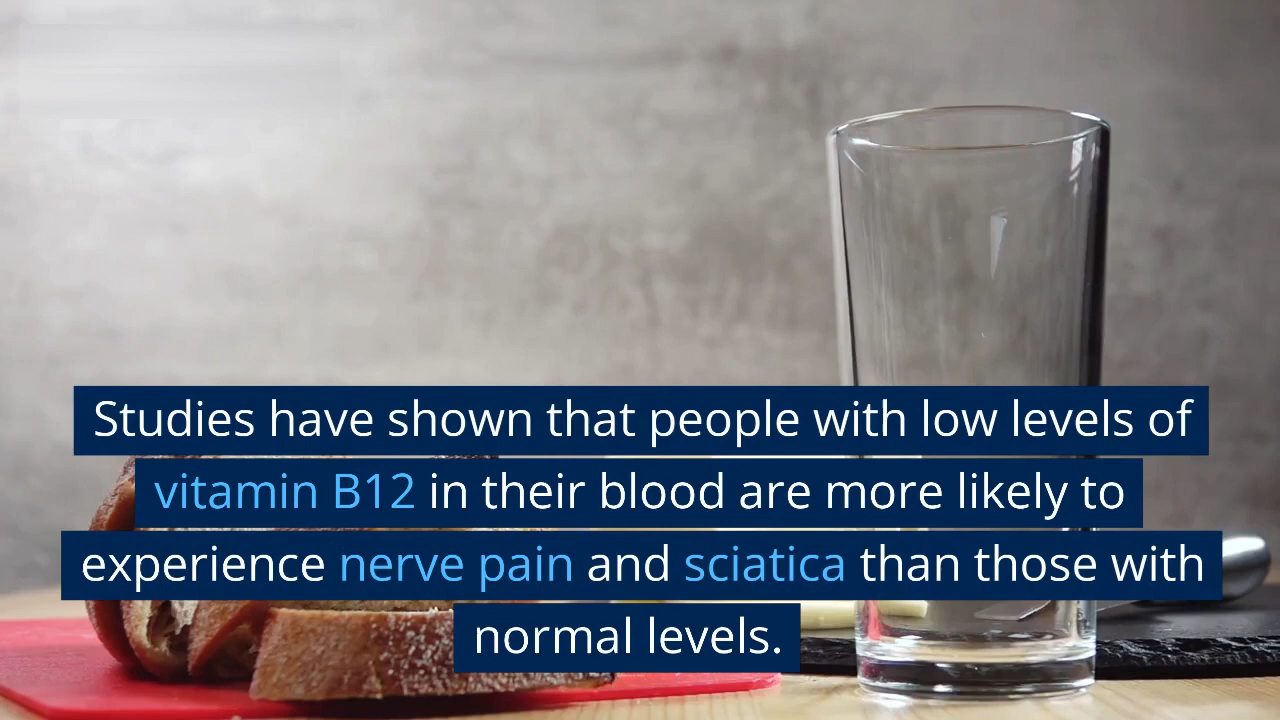 Studies have shown that people with low levels of
vitamin B12 in their blood are more likely to
experience nerve pain and sciatica than those with
normal levels.